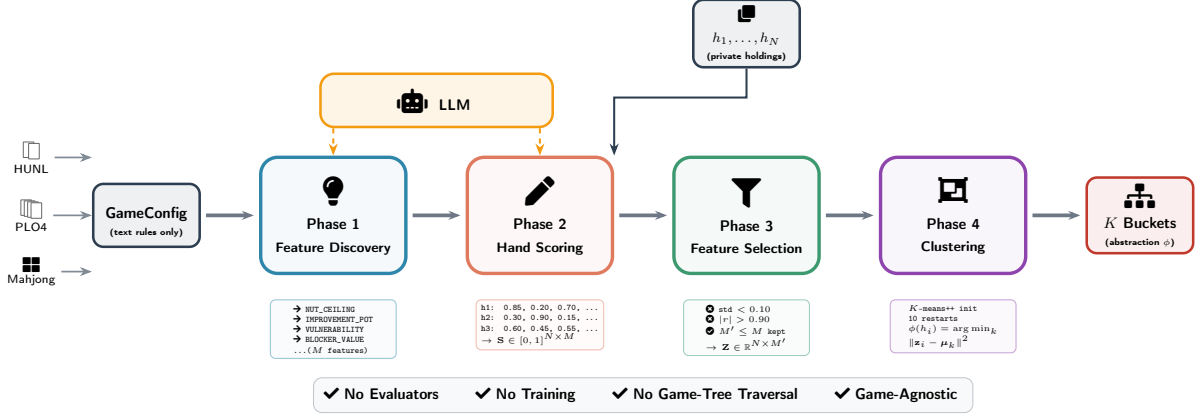 h₁, . . . , h_N
(private holdings)
LLM
HUNL
PLO4
Mahjong
GameConfig
(text rules only)
Phase 1
Feature Discovery
Phase 2
Hand Scoring
Phase 3
Feature Selection
Phase 4
Clustering
K Buckets
(abstraction ϕ)
→ NUT_CEILING
→ IMPROVEMENT_POT
→ VULNERABILITY
→ BLOCKER_VALUE
...(M features)
h1: 0.85, 0.20, 0.70, ...
h2: 0.30, 0.90, 0.15, ...
h3: 0.60, 0.45, 0.55, ...
→ S ∈ [0, 1]^{N×M}
std < 0.10
|r| > 0.90
M′ ≤ M kept
→ Z ∈ ℝ^{N×M′}
K-means++ init
10 restarts
ϕ(h_i) = arg min_k
‖z_i − μ_k‖²
✔ No Evaluators ✔ No Training ✔ No Game-Tree Traversal ✔ Game-Agnostic